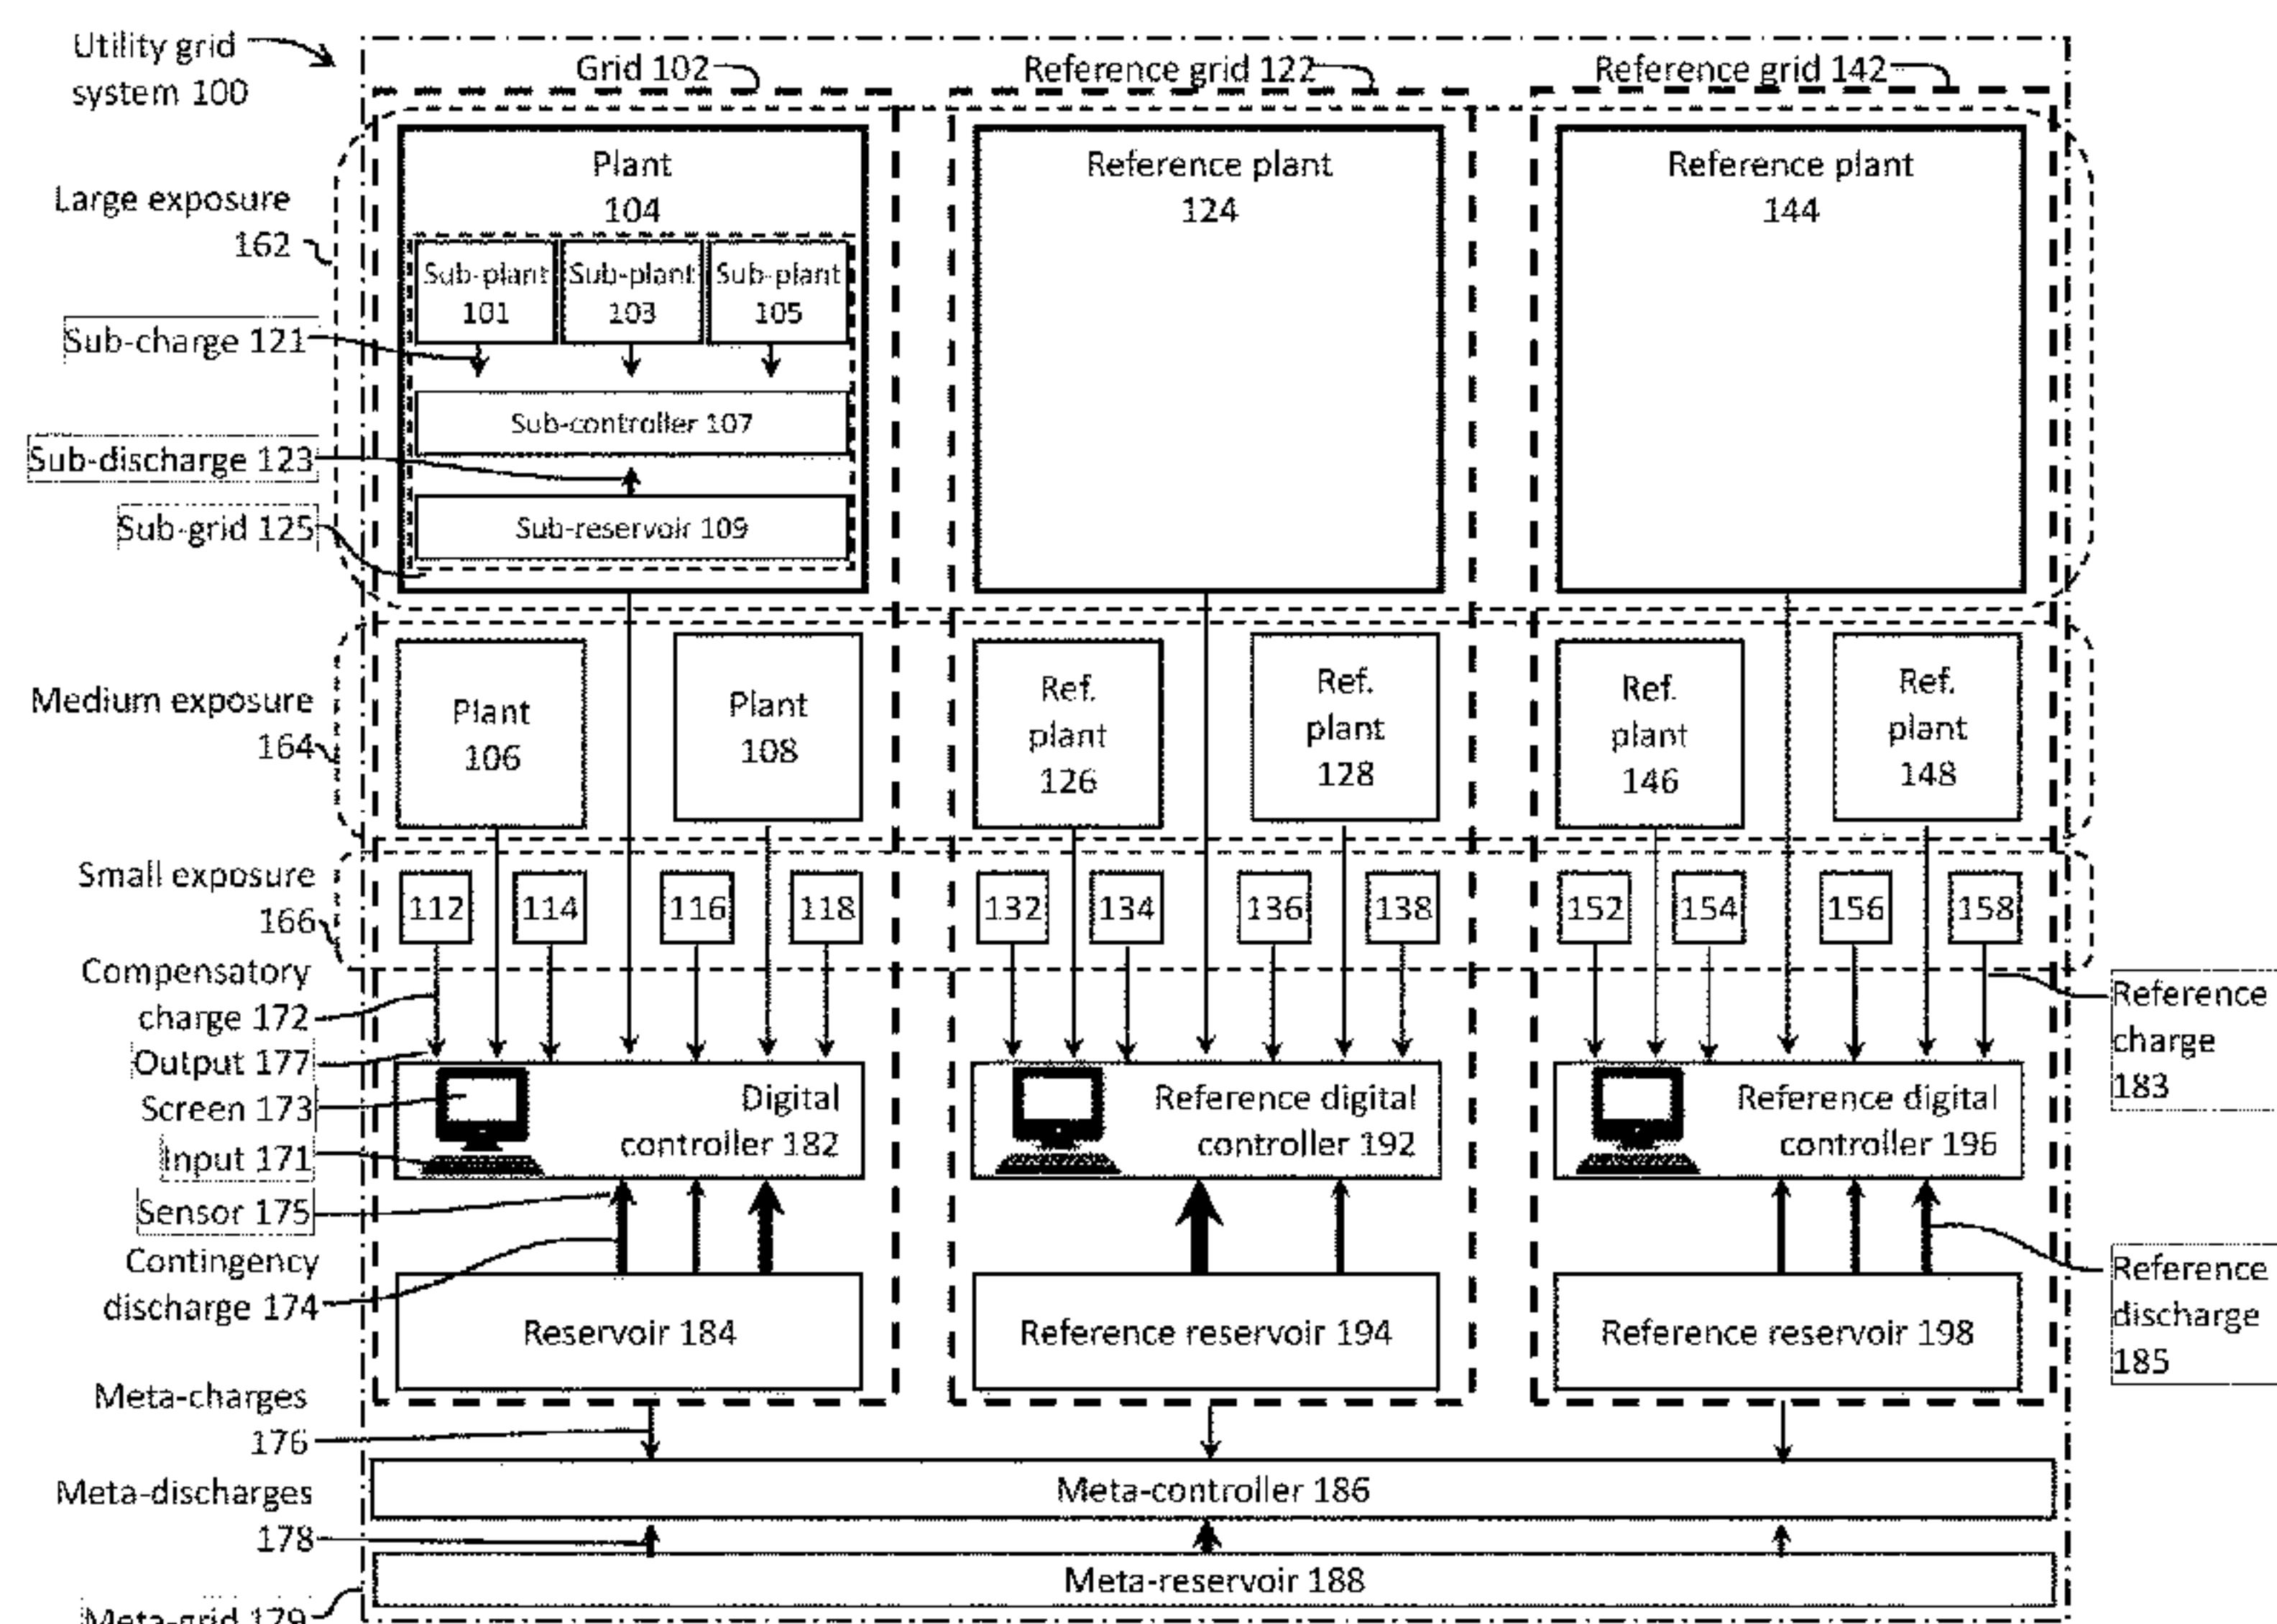 Utility grid
system 100
Grid 102
Reference grid 122
Reference grid 142
Large exposure
162
Plant
104
Reference plant
124
Reference plant
144
Sub-plant
101
Sub-plant
103
Sub-plant
105
Sub-charge 121
Sub-controller 107
Sub-discharge 123
Sub-reservoir 109
Sub-grid 125
Medium exposure
164
Plant
106
Plant
108
Ref.
plant
126
Ref.
plant
128
Ref.
plant
146
Ref.
plant
148
Small exposure
166
112
114
116
118
132
134
136
138
152
154
156
158
Compensatory
charge 172
Reference
charge
183
Output 177
Screen 173
Input 171
Digital
controller 182
Reference digital
controller 192
Reference digital
controller 196
Sensor 175
Contingency
discharge 174
Reference
discharge
185
Reservoir 184
Reference reservoir 194
Reference reservoir 198
Meta-charges
176
Meta-controller 186
Meta-discharges
178
Meta-reservoir 188
Meta-grid 179